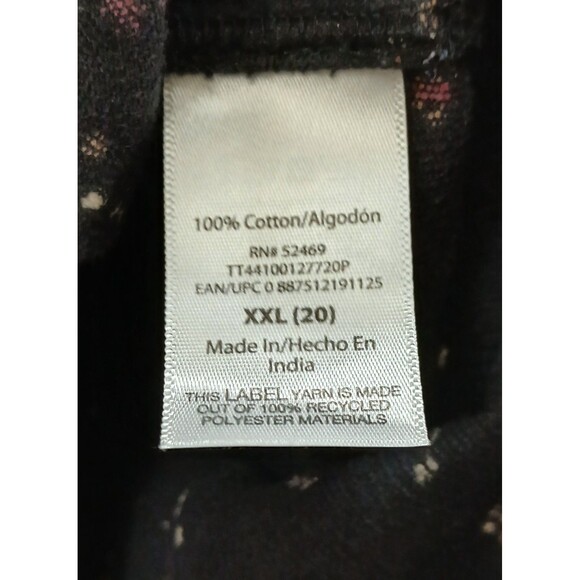 100% Cotton/Algodón
RN# 52469
TT44100127720P
EAN/UPC 0 887512191125
XXL (20)
Made In/Hecho En
India
THIS LABEL YARN IS MADE
OUT OF 100% RECYCLED
POLYESTER MATERIALS